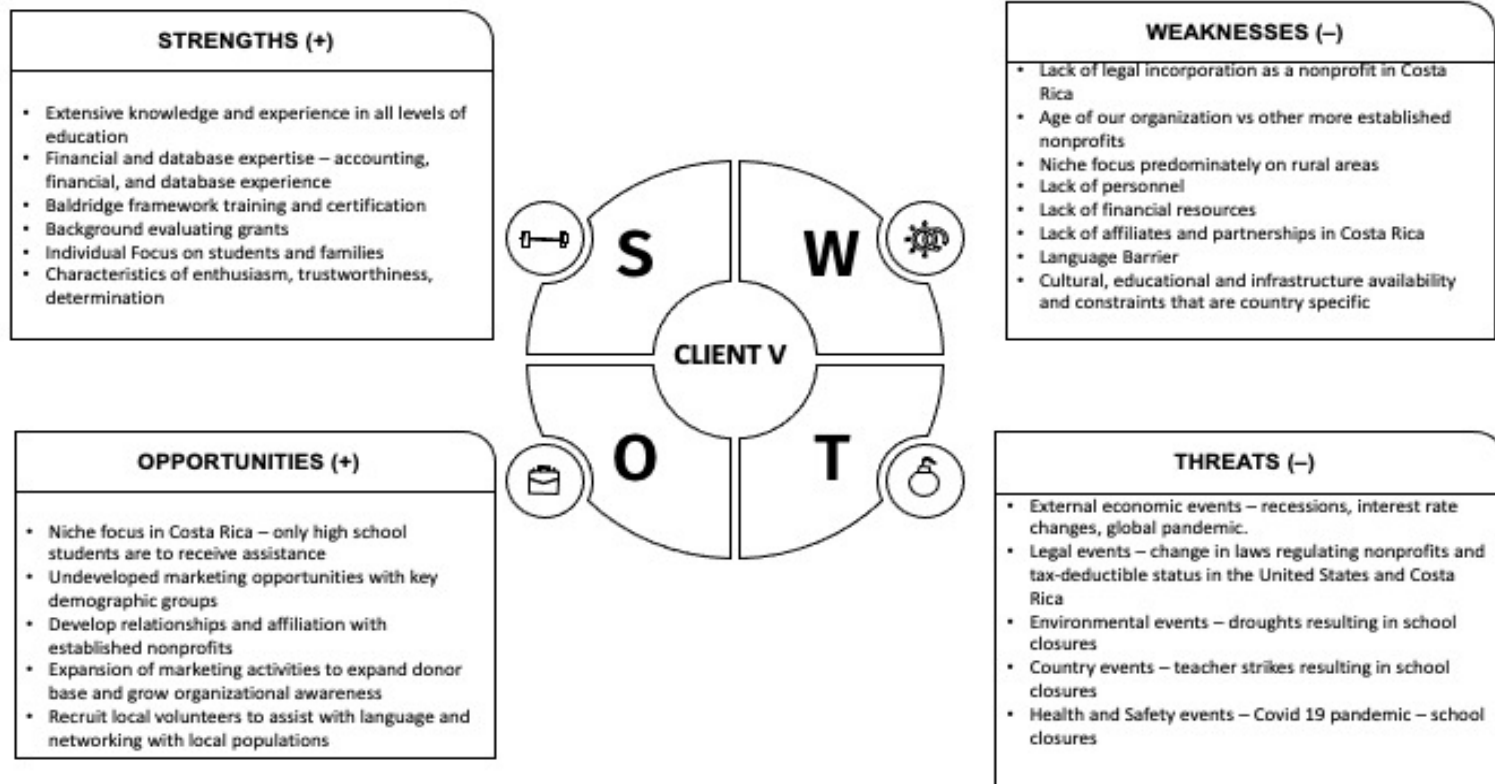 STRENGTHS (+)
• Extensive knowledge and experience in all levels of
education
• Financial and database expertise – accounting,
financial, and database experience
• Baldridge framework training and certification
• Background evaluating grants
• Individual Focus on students and families
• Characteristics of enthusiasm, trustworthiness,
determination
WEAKNESSES (–)
• Lack of legal incorporation as a nonprofit in Costa
Rica
• Age of our organization vs other more established
nonprofits
• Niche focus predominately on rural areas
• Lack of personnel
• Lack of financial resources
• Lack of affiliates and partnerships in Costa Rica
• Language Barrier
• Cultural, educational and infrastructure availability
and constraints that are country specific
S
W
CLIENT V
O
T
OPPORTUNITIES (+)
• Niche focus in Costa Rica – only high school
students are to receive assistance
• Undeveloped marketing opportunities with key
demographic groups
• Develop relationships and affiliation with
established nonprofits
• Expansion of marketing activities to expand donor
base and grow organizational awareness
• Recruit local volunteers to assist with language and
networking with local populations
THREATS (–)
• External economic events – recessions, interest rate
changes, global pandemic.
• Legal events – change in laws regulating nonprofits and
tax-deductible status in the United States and Costa
Rica
• Environmental events – droughts resulting in school
closures
• Country events – teacher strikes resulting in school
closures
• Health and Safety events – Covid 19 pandemic – school
closures